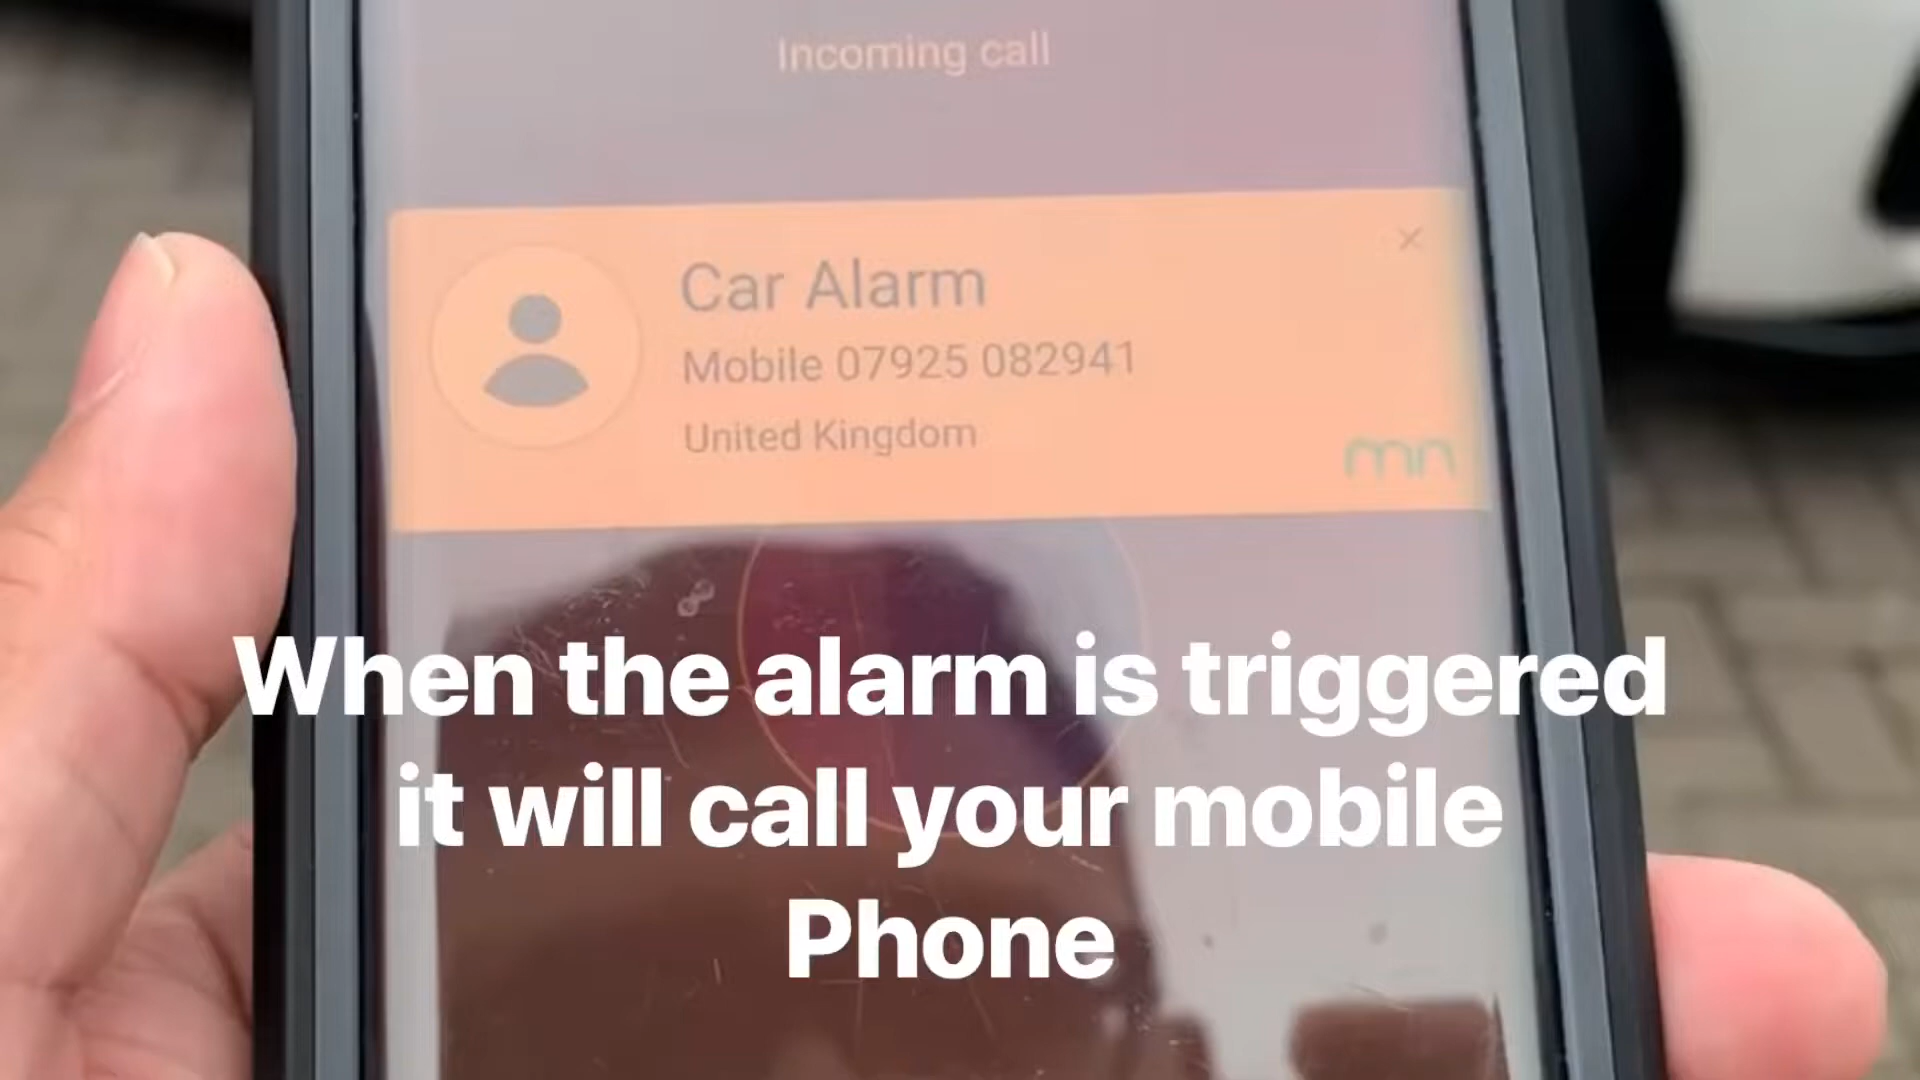 Incoming call
Car Alarm
Mobile 07925 082941
United Kingdom
When the alarm is triggered
it will call your mobile
Phone